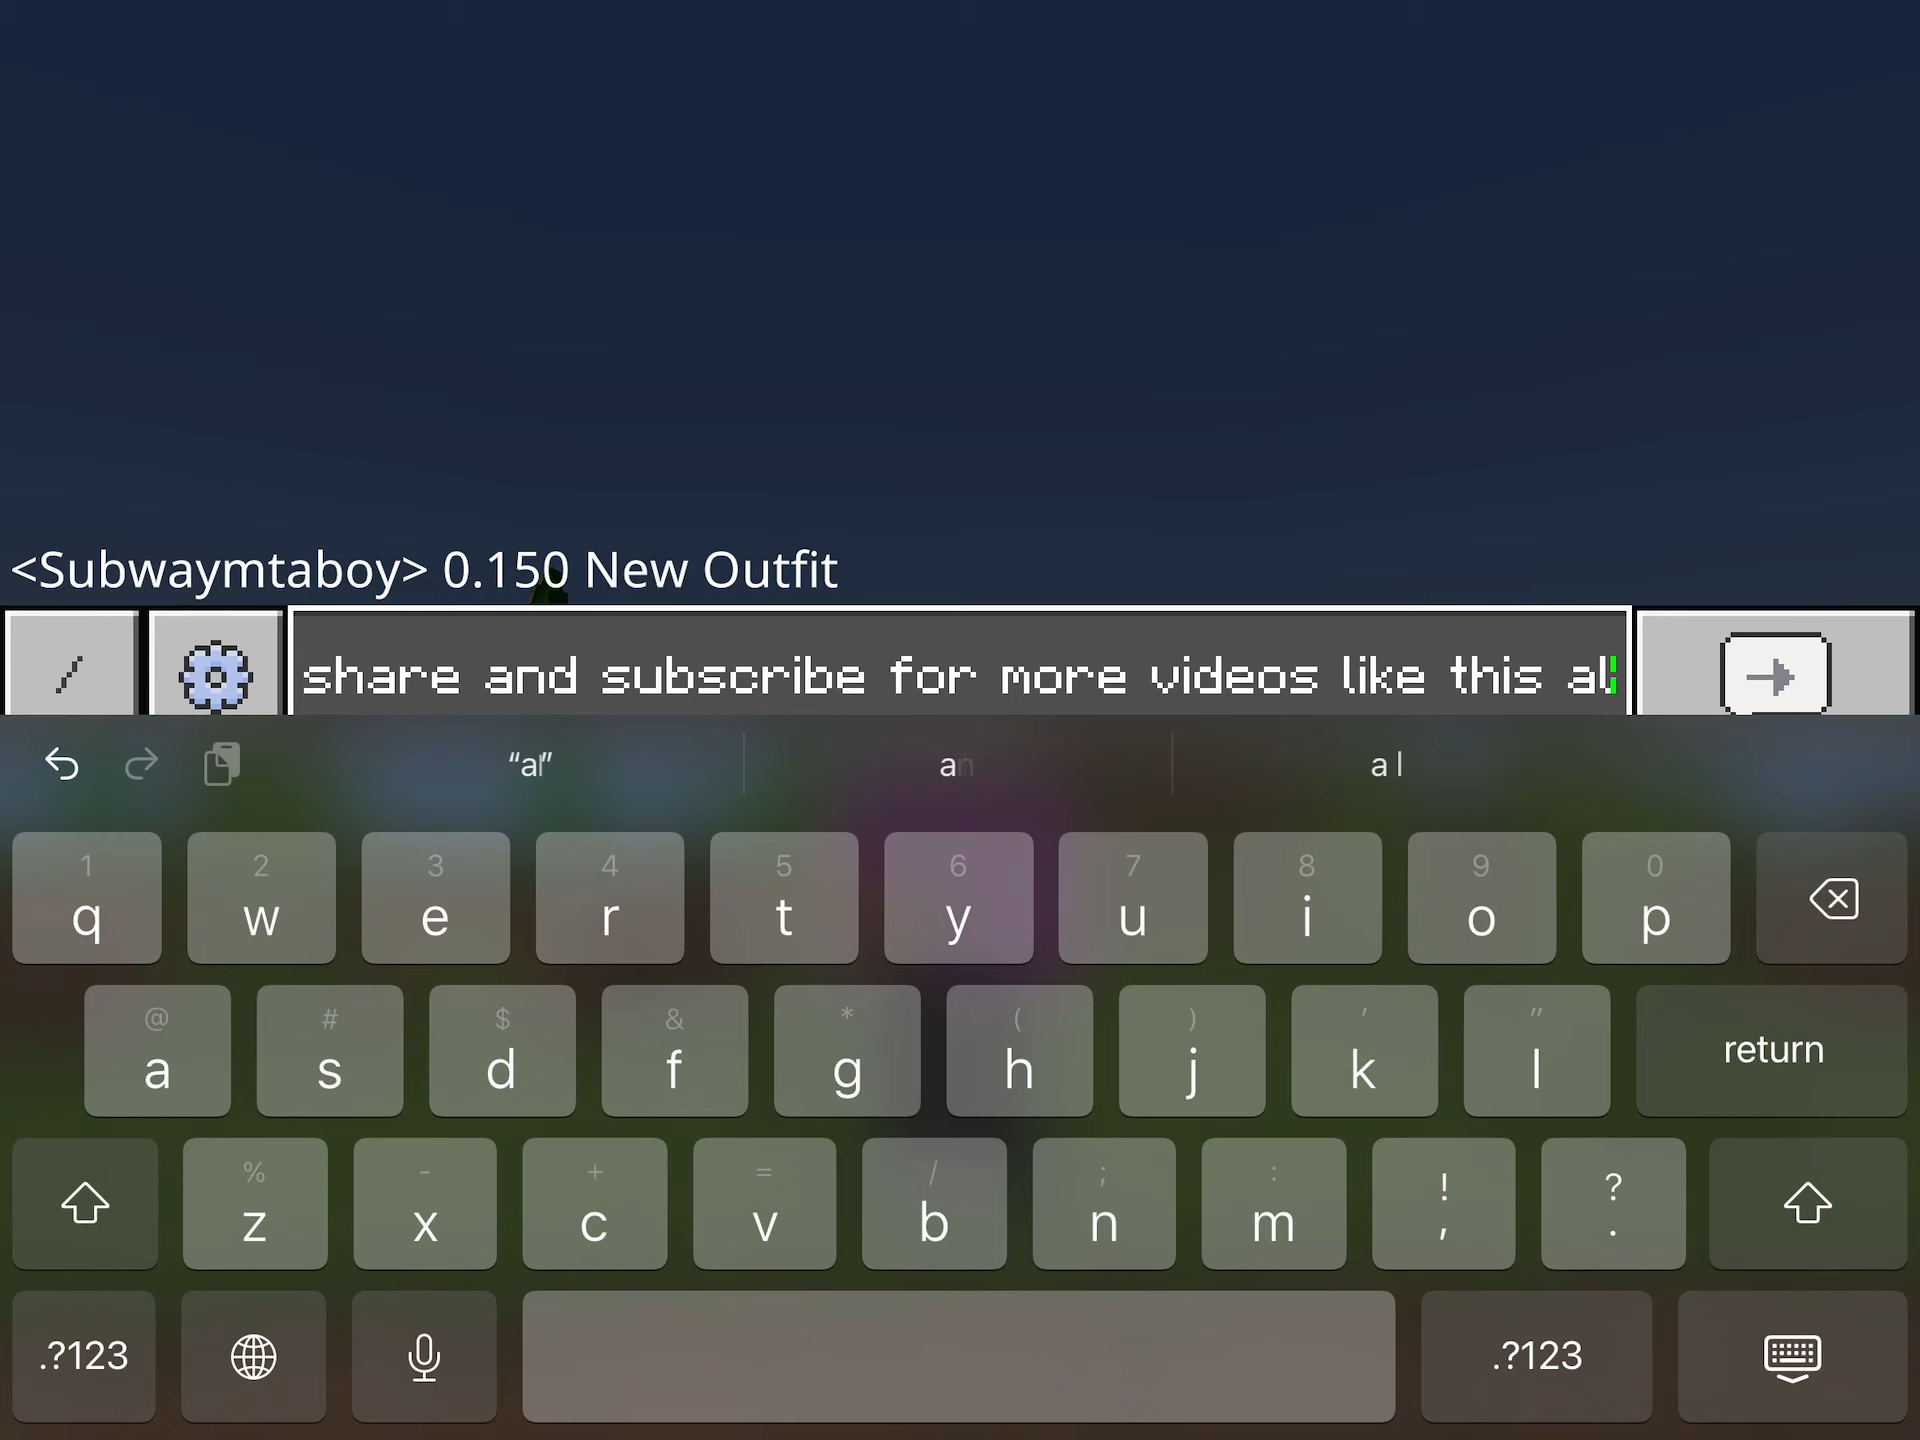 <Subwaymtaboy> 0.150 New Outfit
/
share and subscribe for more videos like this al
“al” an a l
1 2 3 4 5 6 7 8 9 0
q w e r t y u i o p
@ # $ & * ( ) ' "
a s d f g h j k l return
% - + = / ; : ! ?
z x c v b n m , .
.?123 .?123